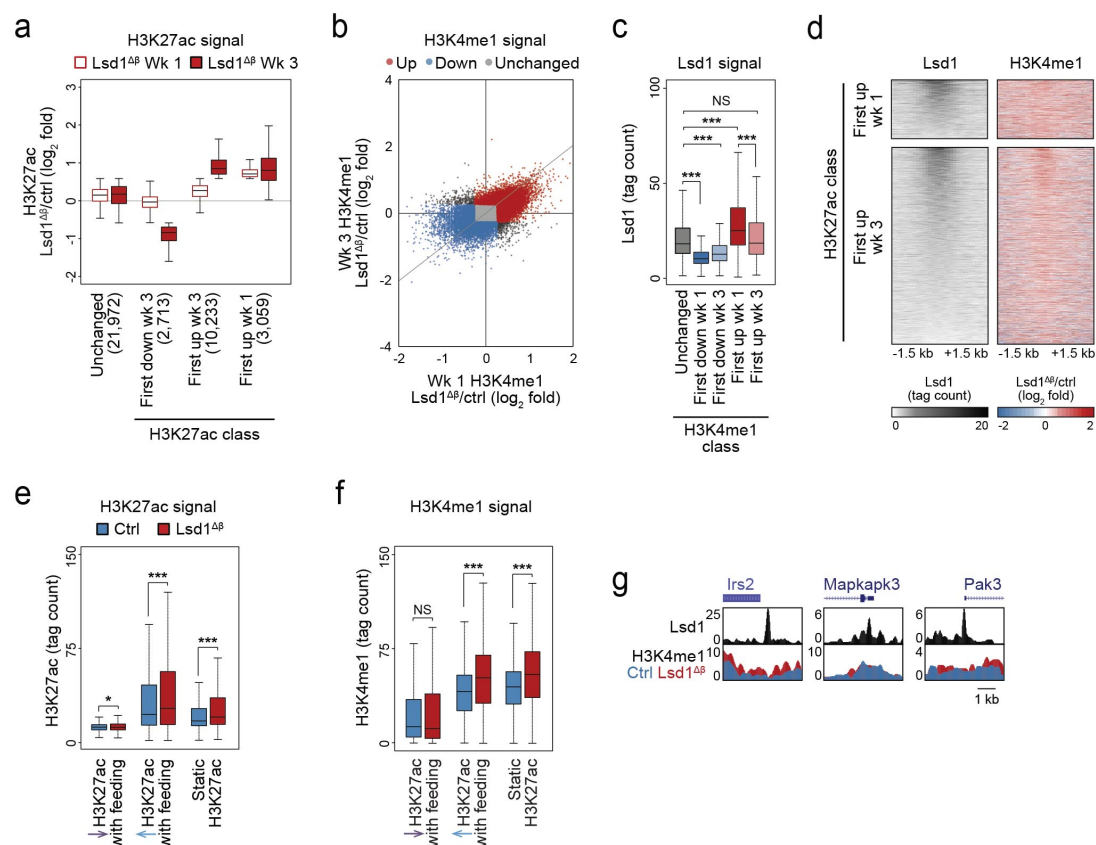 a
H3K27ac signal
Lsd1Δβ Wk 1 Lsd1Δβ Wk 3
H3K27ac
Lsd1Δβ/ctrl (log2 fold)
3
2
1
0
-1
-2
Unchanged
(21,972)
First down wk 3
(2,713)
First up wk 3
(10,233)
First up wk 1
(3,059)
H3K27ac class
b
H3K4me1 signal
Up Down Unchanged
Wk 3 H3K4me1
Lsd1Δβ/ctrl (log2 fold)
4
2
0
-2
-4
-2 -1 0 1 2
Wk 1 H3K4me1
Lsd1Δβ/ctrl (log2 fold)
c
Lsd1 signal
Lsd1 (tag count)
100
50
0
NS
***
***
***
***
Unchanged
First down wk 1
First down wk 3
First up wk 1
First up wk 3
H3K4me1
class
d
Lsd1 H3K4me1
H3K27ac class
First up
wk 1
First up
wk 3
-1.5 kb +1.5 kb -1.5 kb +1.5 kb
Lsd1
(tag count)
0 20
Lsd1Δβ/ctrl
(log2 fold)
-2 0 2
e
H3K27ac signal
Ctrl Lsd1Δβ
H3K27ac (tag count)
150
75
0
*
***
***
H3K27ac
with feeding
H3K27ac
with feeding
Static
H3K27ac
f
H3K4me1 signal
H3K4me1 (tag count)
150
75
0
NS
***
***
H3K27ac
with feeding
H3K27ac
with feeding
Static
H3K27ac
g
Irs2 Mapkapk3 Pak3
Lsd1
25 0
6 0
6 0
H3K4me1
Ctrl Lsd1Δβ
10 0
10 0
4 0
1 kb